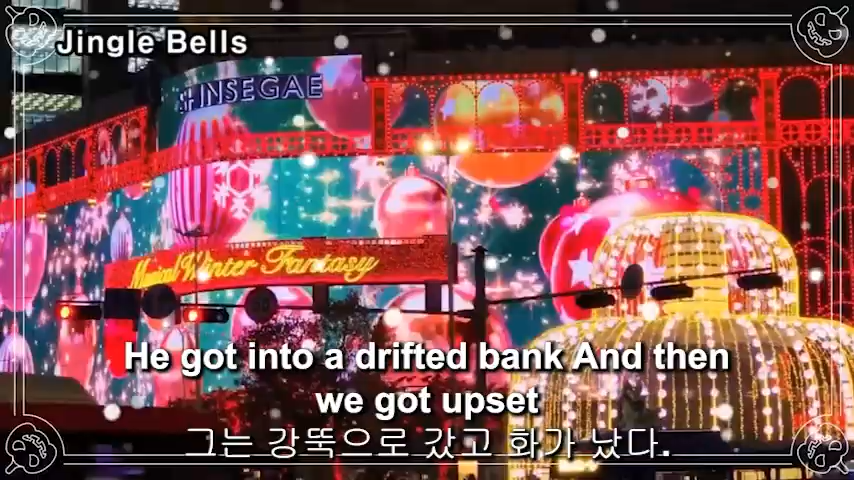 Jingle Bells
SHINSEGAE
Musical Winter Fantasy
He got into a drifted bank And then
we got upset
그는 강뚝으로 갔고 화가 났다.